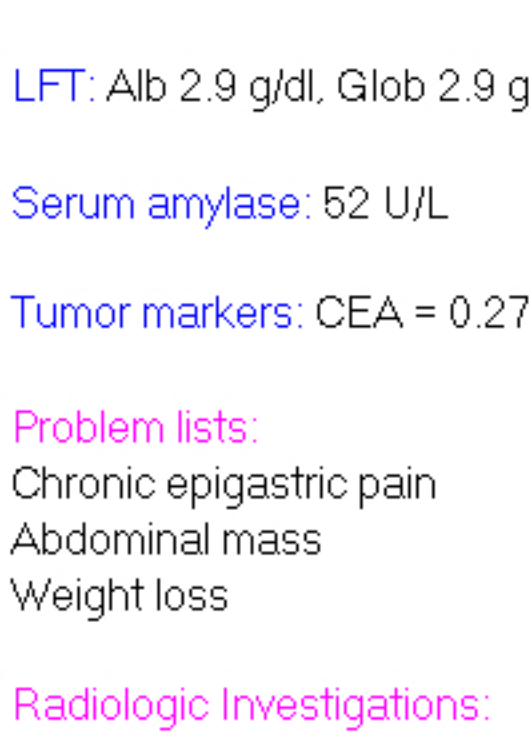 LFT: Alb 2.9 g/dl, Glob 2.9 g
Serum amylase: 52 U/L
Tumor markers: CEA = 0.27
Problem lists:
Chronic epigastric pain
Abdominal mass
Weight loss
Radiologic Investigations: